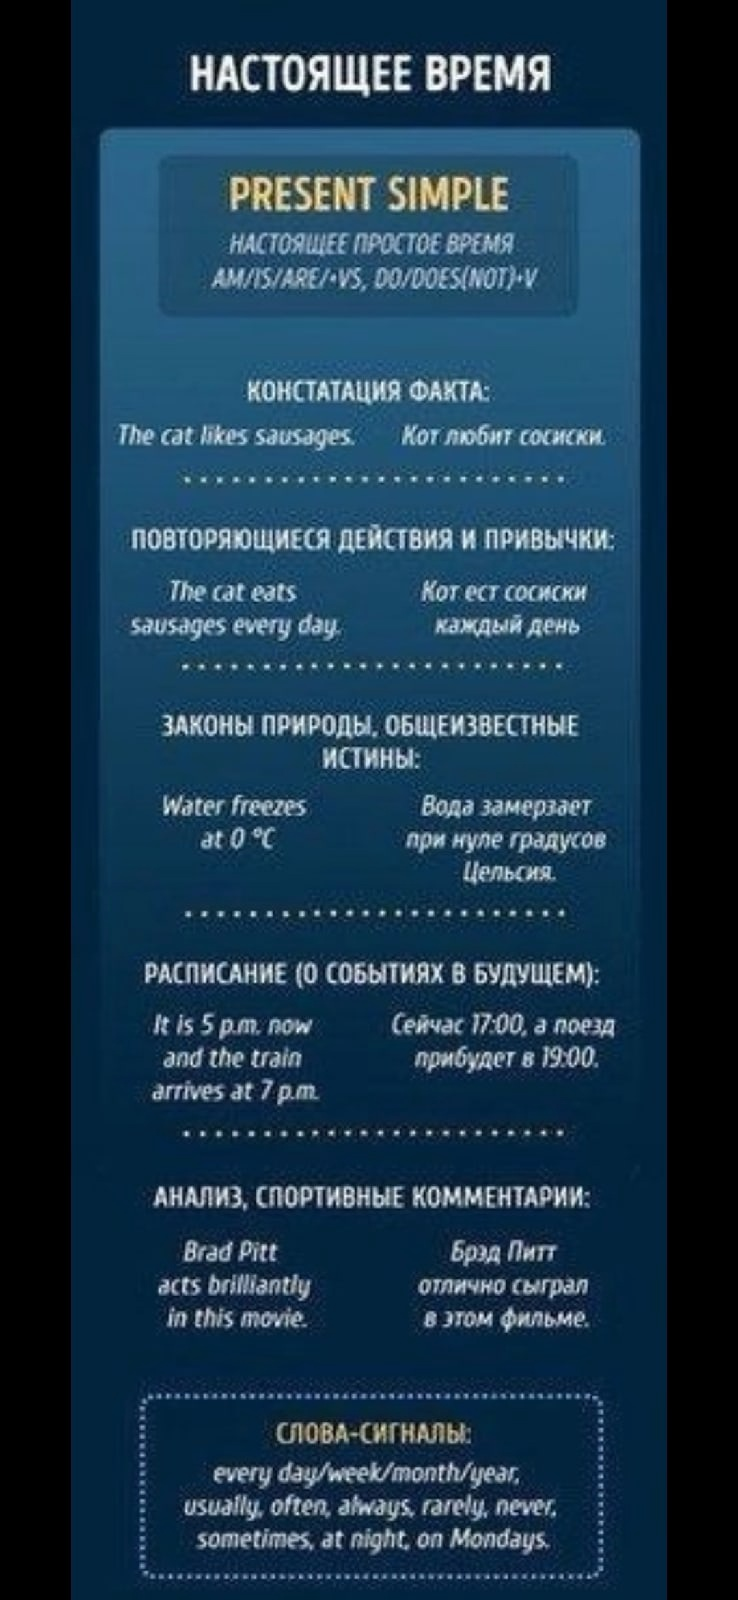 НАСТОЯЩЕЕ ВРЕМЯ
PRESENT SIMPLE
НАСТОЯЩЕЕ ПРОСТОЕ ВРЕМЯ
AM/IS/ARE/+VS, DO/DOES(NOT)+V
КОНСТАТАЦИЯ ФАКТА:
The cat likes sausages. Кот любит сосиски.
ПОВТОРЯЮЩИЕСЯ ДЕЙСТВИЯ И ПРИВЫЧКИ:
The cat eats
sausages every day.
Кот ест сосиски
каждый день
ЗАКОНЫ ПРИРОДЫ, ОБЩЕИЗВЕСТНЫЕ
ИСТИНЫ:
Water freezes
at 0 °C
Вода замерзает
при нуле градусов
Цельсия.
РАСПИСАНИЕ (О СОБЫТИЯХ В БУДУЩЕМ):
It is 5 p.m. now
and the train
arrives at 7 p.m.
Сейчас 17:00, а поезд
прибудет в 19:00.
АНАЛИЗ, СПОРТИВНЫЕ КОММЕНТАРИИ:
Brad Pitt
acts brilliantly
in this movie.
Брэд Питт
отлично сыграл
в этом фильме.
СЛОВА-СИГНАЛЫ:
every day/week/month/year,
usually, often, always, rarely, never,
sometimes, at night, on Mondays.